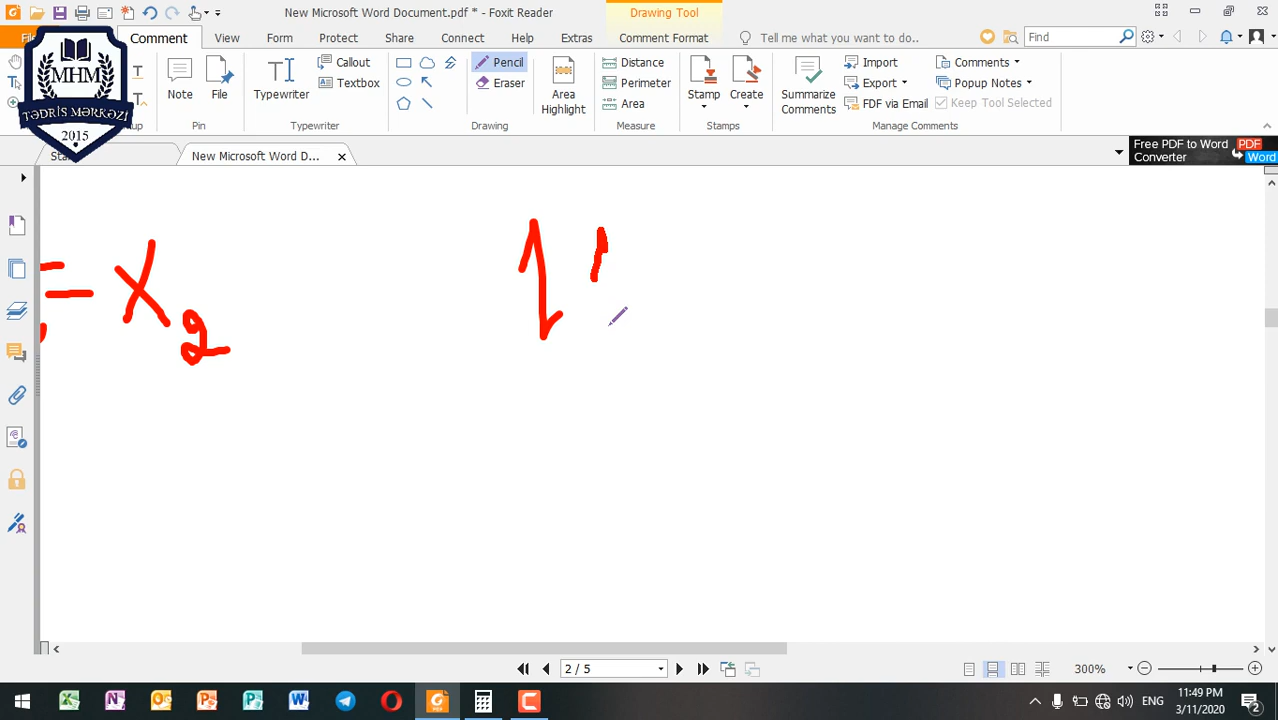 New Microsoft Word Document.pdf * - Foxit Reader
Drawing Tool
Comment
View
Form
Protect
Share
Connect
Help
Extras
Comment Format
Tell me what you want to do..
Find
MHM
TƏDRİS MƏRKƏZİ
2015
Note
File
Pin
Typewriter
Callout
Textbox
Typewriter
Pencil
Eraser
Drawing
Area Highlight
Distance
Perimeter
Area
Measure
Stamp
Create
Stamps
Summarize Comments
Import
Export
FDF via Email
Comments
Popup Notes
Keep Tool Selected
Manage Comments
New Microsoft Word D...
Free PDF to Word Converter
PDF
Word
= X2
2 / 5
300%
ENG
11:49 PM
3/11/2020
2